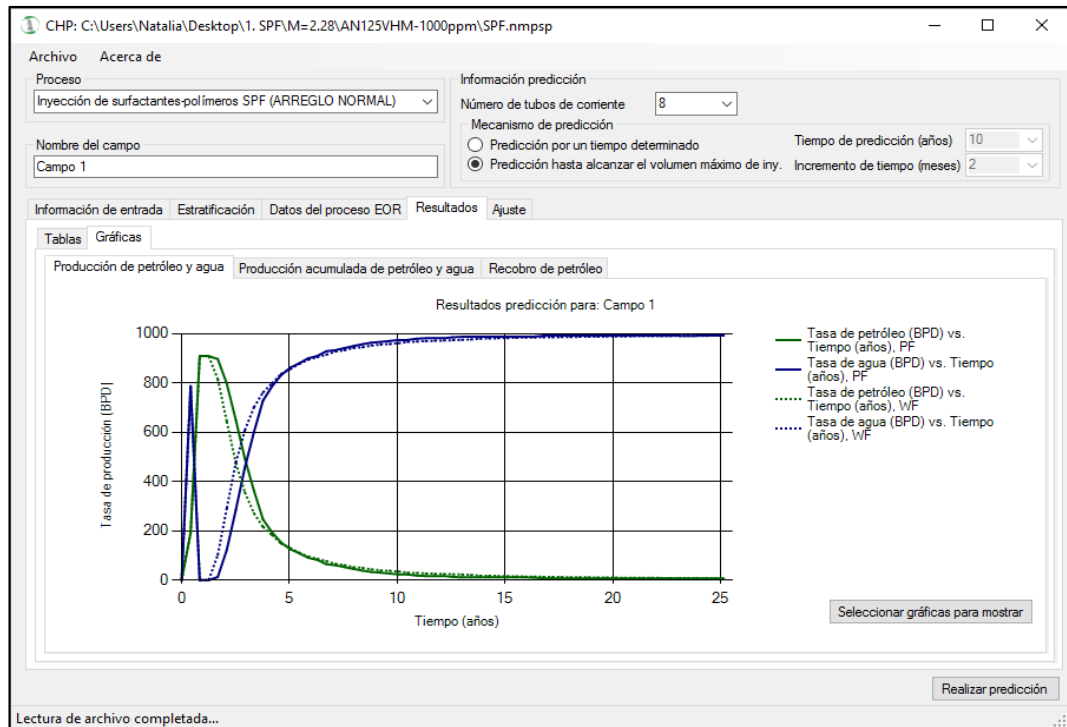 CHP: C:\Users\Natalia\Desktop\1. SPF\M=2.28\AN125VHM-1000ppm\SPF.nmpsp
Archivo Acerca de
Proceso
Inyección de surfactantes-polímeros SPF (ARREGLO NORMAL)
Nombre del campo
Campo 1
Información predicción
Número de tubos de corriente 8
Mecanismo de predicción
Predicción por un tiempo determinado
Predicción hasta alcanzar el volumen máximo de iny.
Tiempo de predicción (años) 10
Incremento de tiempo (meses) 2
Información de entrada Estratificación Datos del proceso EOR Resultados Ajuste
Tablas Gráficas
Producción de petróleo y agua Producción acumulada de petróleo y agua Recobro de petróleo
Resultados predicción para: Campo 1
Tasa de producción (BPD)
1000
800
600
400
200
0
0 5 10 15 20 25
Tiempo (años)
Tasa de petróleo (BPD) vs.
Tiempo (años), PF
Tasa de agua (BPD) vs. Tiempo
(años), PF
Tasa de petróleo (BPD) vs.
Tiempo (años), WF
Tasa de agua (BPD) vs. Tiempo
(años), WF
Seleccionar gráficas para mostrar
Realizar predicción
Lectura de archivo completada...